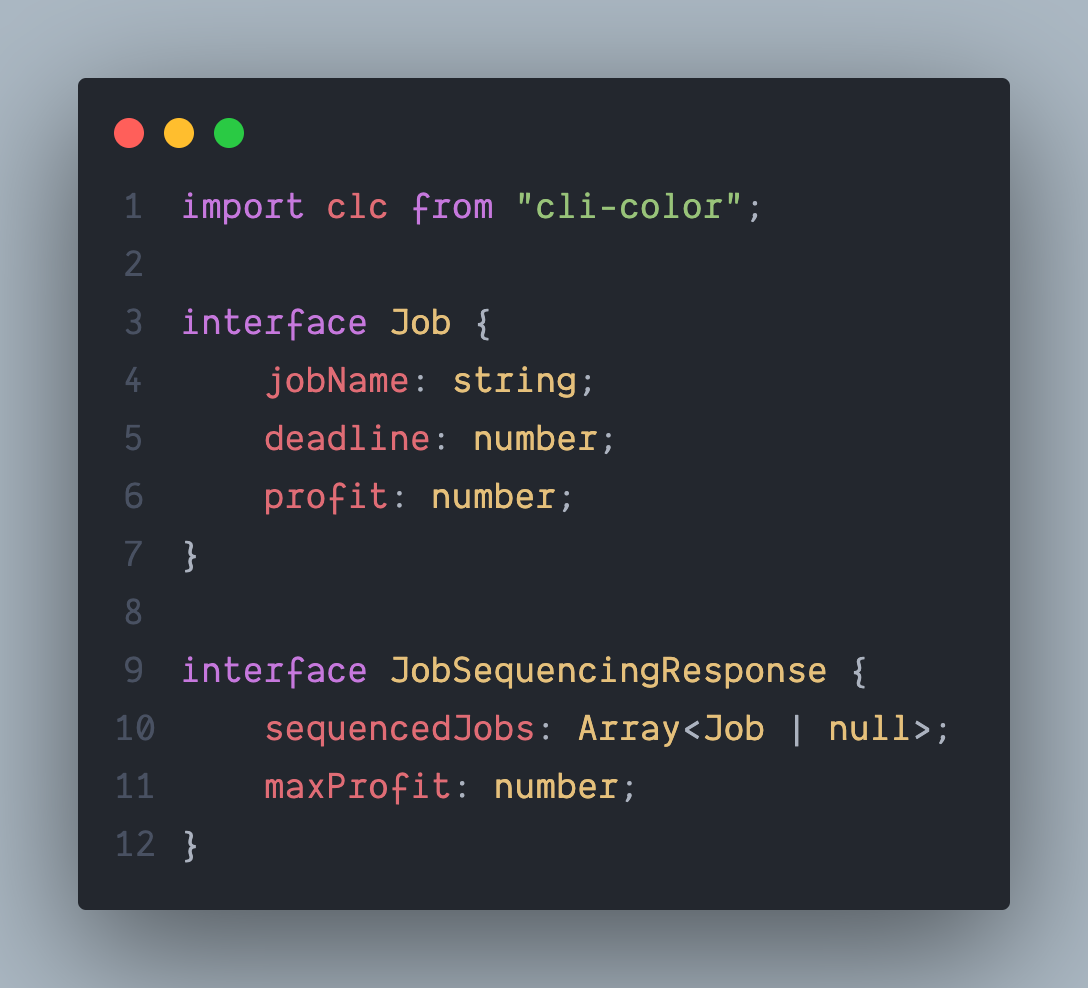 1 import clc from "cli-color";
2
3 interface Job {
4     jobName: string;
5     deadline: number;
6     profit: number;
7 }
8
9 interface JobSequencingResponse {
10     sequencedJobs: Array<Job | null>;
11     maxProfit: number;
12 }